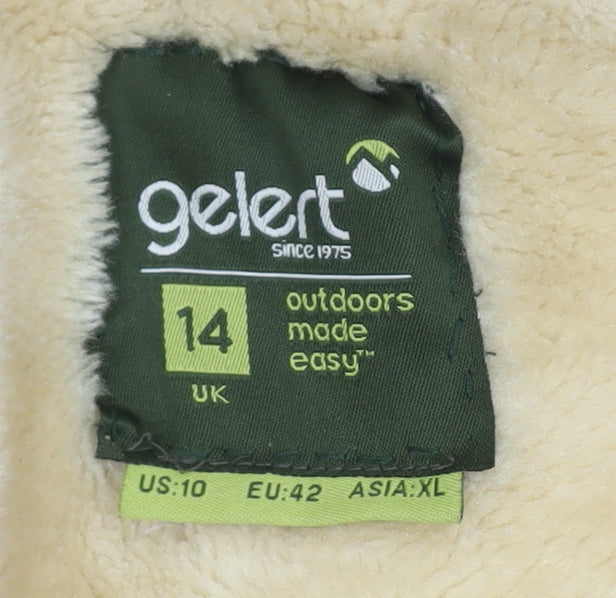 gelert
since 1975
14
UK
outdoors
made
easy™
US:10 EU:42 ASIA:XL